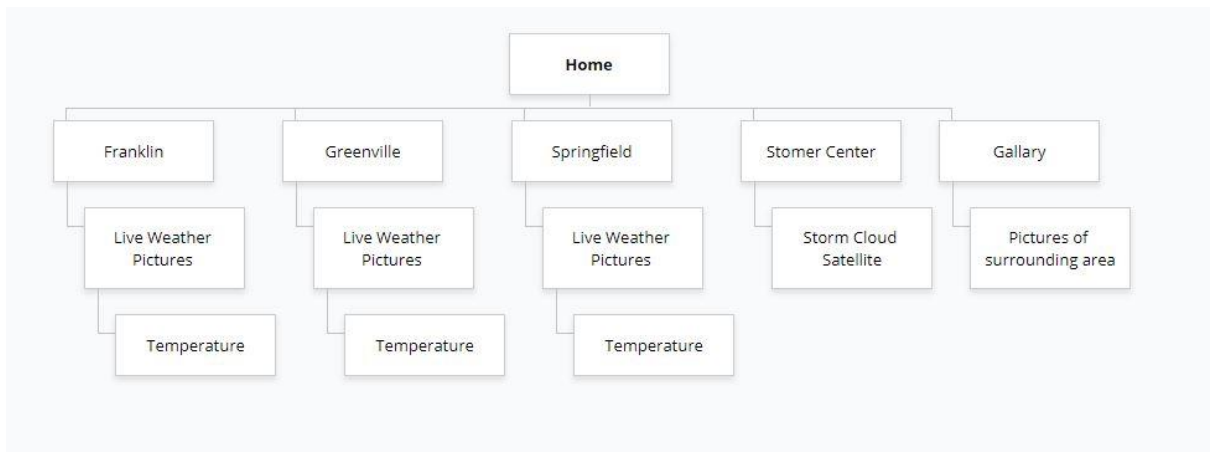 Home
Franklin
Greenville
Springfield
Stomer Center
Gallary
Live Weather
Pictures
Live Weather
Pictures
Live Weather
Pictures
Storm Cloud
Satellite
Pictures of
surrounding area
Temperature
Temperature
Temperature